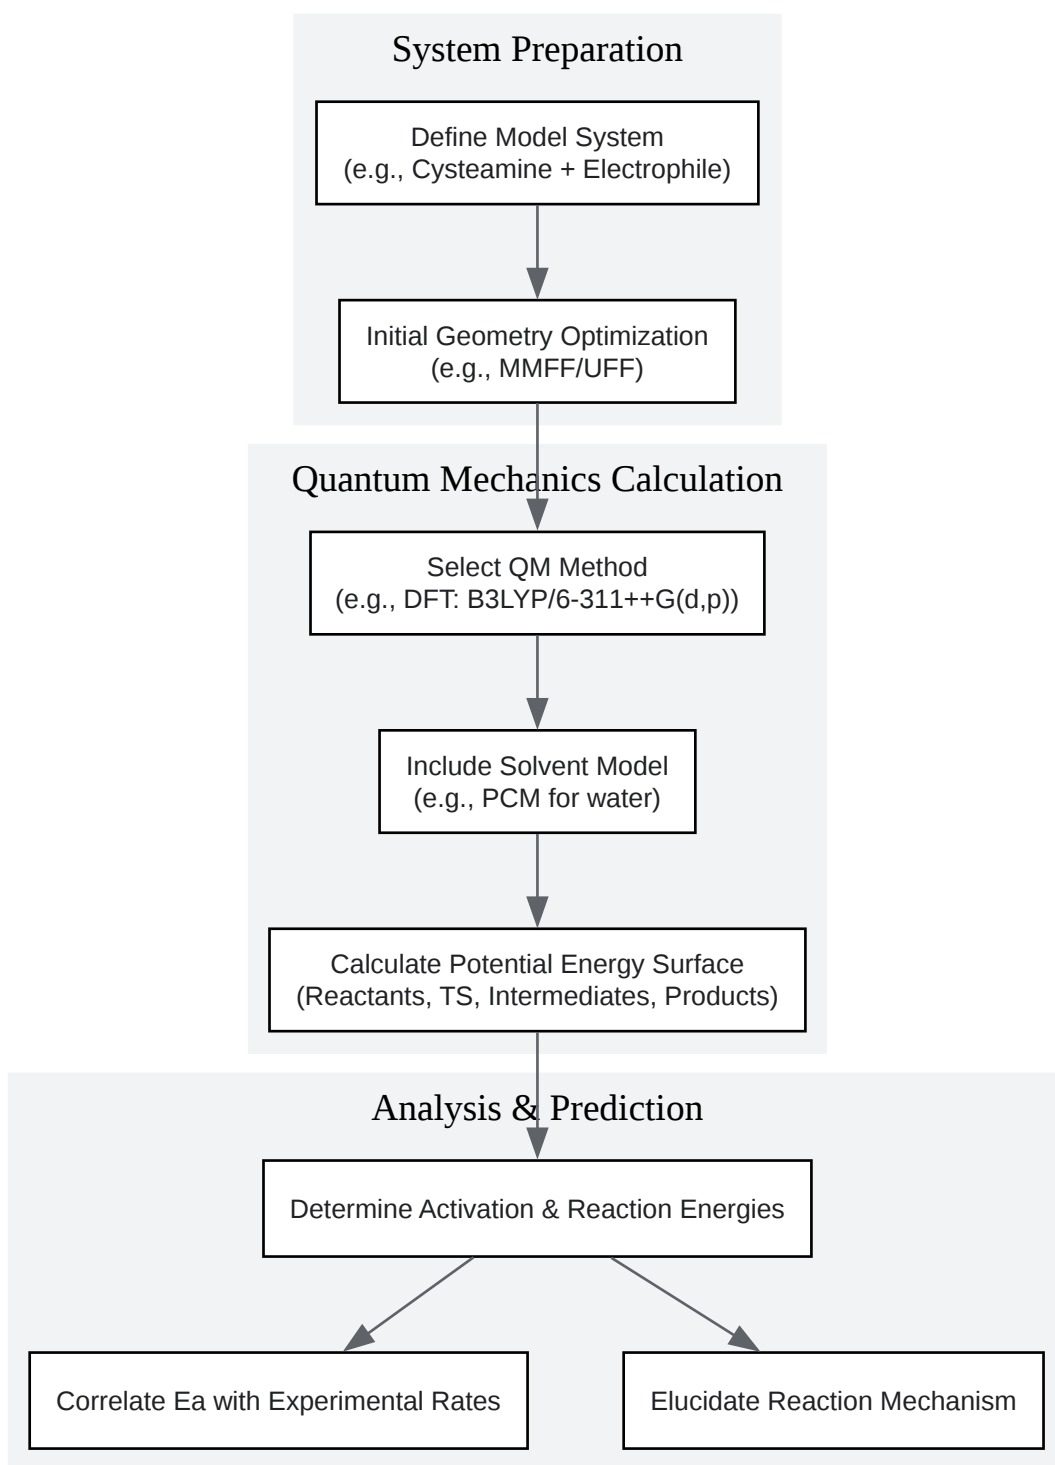 System Preparation
Define Model System
(e.g., Cysteamine + Electrophile)
Initial Geometry Optimization
(e.g., MMFF/UFF)
Quantum Mechanics Calculation
Select QM Method
(e.g., DFT: B3LYP/6-311++G(d,p))
Include Solvent Model
(e.g., PCM for water)
Calculate Potential Energy Surface
(Reactants, TS, Intermediates, Products)
Analysis & Prediction
Determine Activation & Reaction Energies
Correlate Ea with Experimental Rates
Elucidate Reaction Mechanism